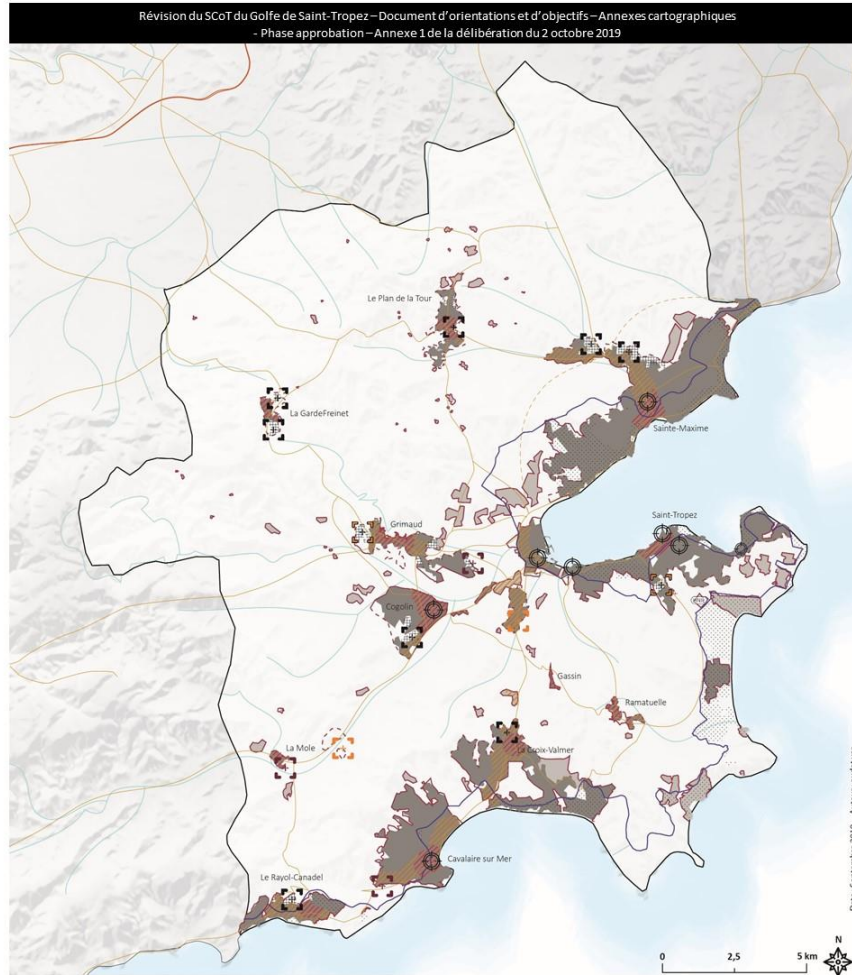 Révision du SCoT du Golfe de Saint-Tropez – Document d'orientations et d'objectifs – Annexes cartographiques
- Phase approbation – Annexe 1 de la délibération du 2 octobre 2019
Le Plan de la Tour
La GardeFreinet
Sainte-Maxime
Saint-Tropez
Grimaud
Cogolin
Gassin
Ramatuelle
La Mole
La Croix-Valmer
Cavalaire sur Mer
Le Rayol-Canadel
N
0 2,5 5 km